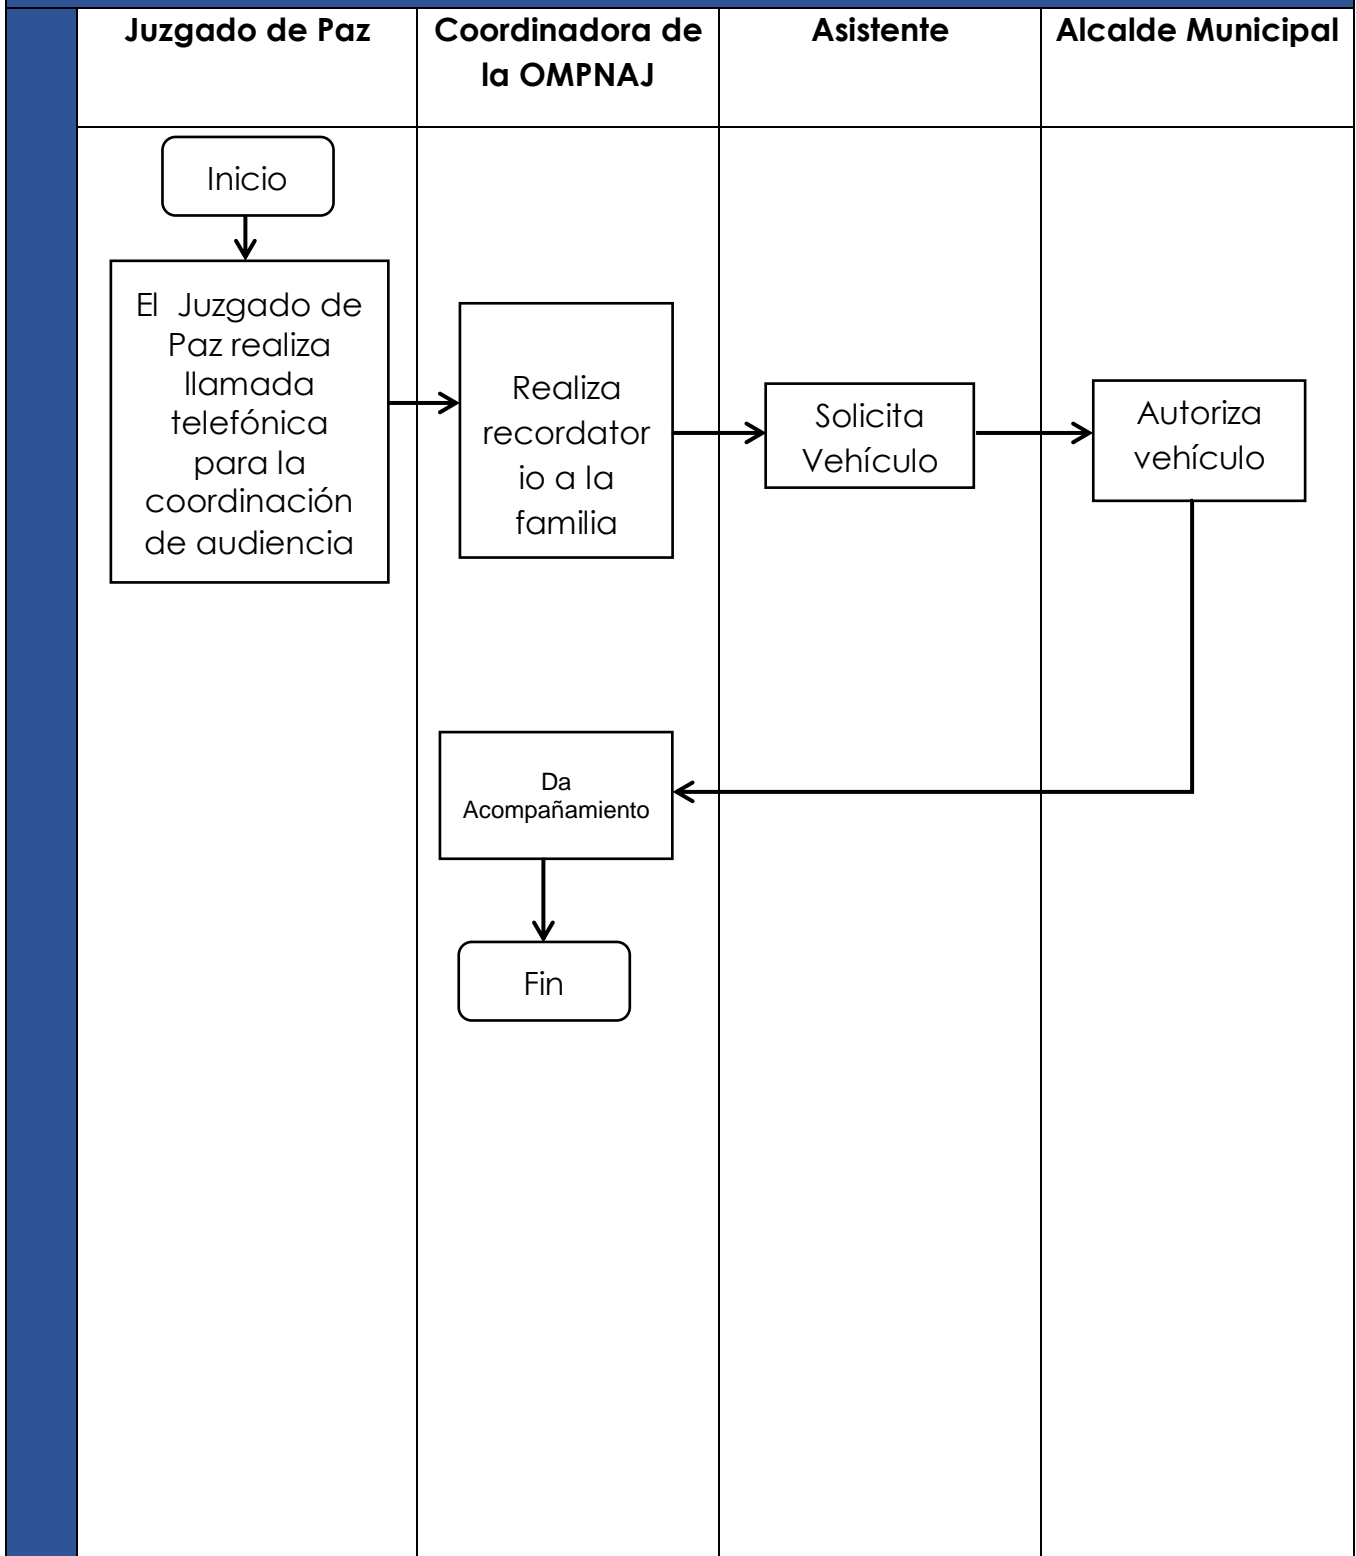 Juzgado de Paz
Coordinadora de
la OMPNAJ
Asistente
Alcalde Municipal
Inicio
El Juzgado de
Paz realiza
llamada
telefónica
para la
coordinación
de audiencia
Realiza
recordator
io a la
familia
Solicita
Vehículo
Autoriza
vehículo
Da
Acompañamiento
Fin